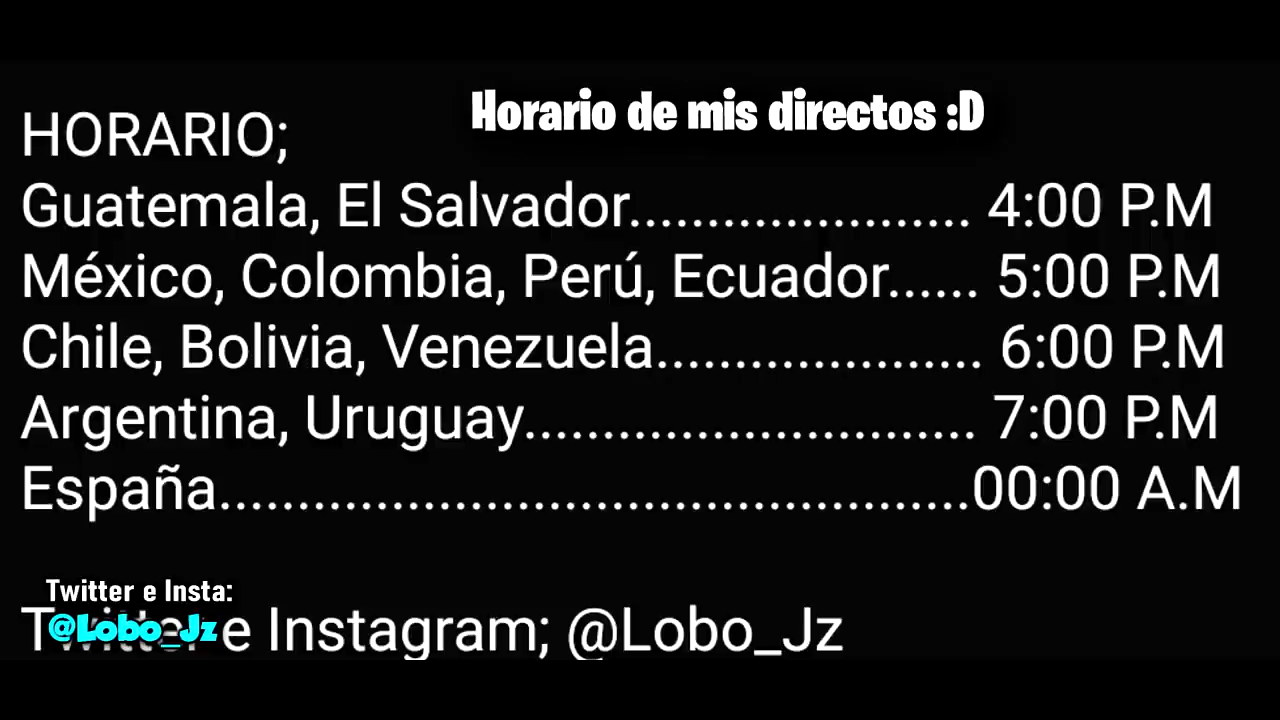 Horario de mis directos :D
HORARIO;
Guatemala, El Salvador...................... 4:00 P.M
México, Colombia, Perú, Ecuador...... 5:00 P.M
Chile, Bolivia, Venezuela..................... 6:00 P.M
Argentina, Uruguay............................. 7:00 P.M
España................................................00:00 A.M
Twitter e Insta:
@Lobo_Jz
Twitter e Instagram; @Lobo_Jz